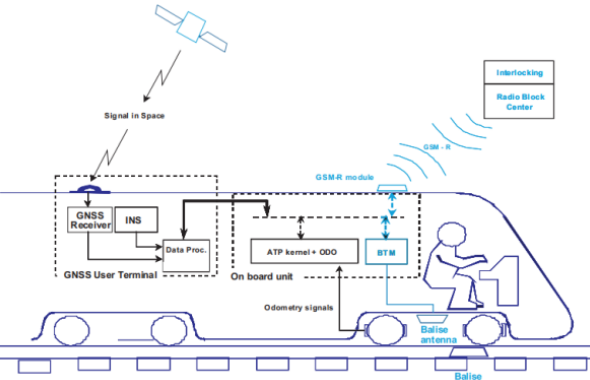 Interlocking
Radio Block
Center
Signal in Space
GSM - R
GSM-R module
GNSS
Receiver
INS
Data Proc.
GNSS User Terminal
ATP kernel + ODO
BTM
On board unit
Odometry signals
Balise
antenna
Balise